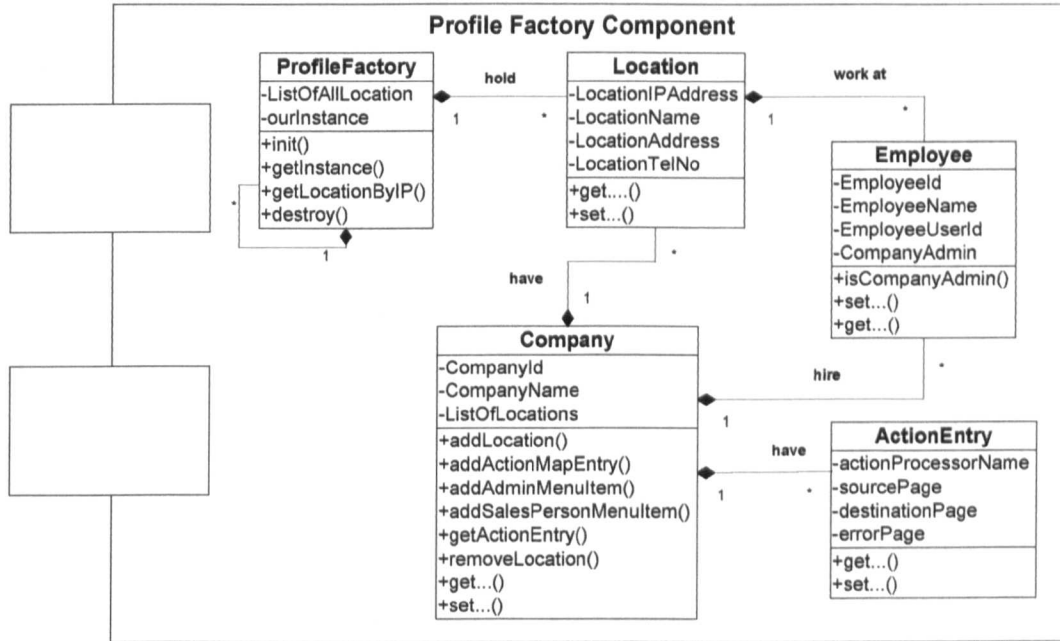 Profile Factory Component
ProfileFactory
-ListOfAllLocation
-ourInstance
+init()
+getInstance()
+getLocationByIP()
+destroy()
*
1
hold
1
*
Location
-LocationIPAddress
-LocationName
-LocationAddress
-LocationTelNo
+get....()
+set...()
work at
1
*
Employee
-EmployeeId
-EmployeeName
-EmployeeUserId
-CompanyAdmin
+isCompanyAdmin()
+set...()
+get...()
have
*
1
Company
-CompanyId
-CompanyName
-ListOfLocations
+addLocation()
+addActionMapEntry()
+addAdminMenuItem()
+addSalesPersonMenuItem()
+getActionEntry()
+removeLocation()
+get...()
+set...()
hire
*
1
have
1
*
ActionEntry
-actionProcessorName
-sourcePage
-destinationPage
-errorPage
+get...()
+set...()